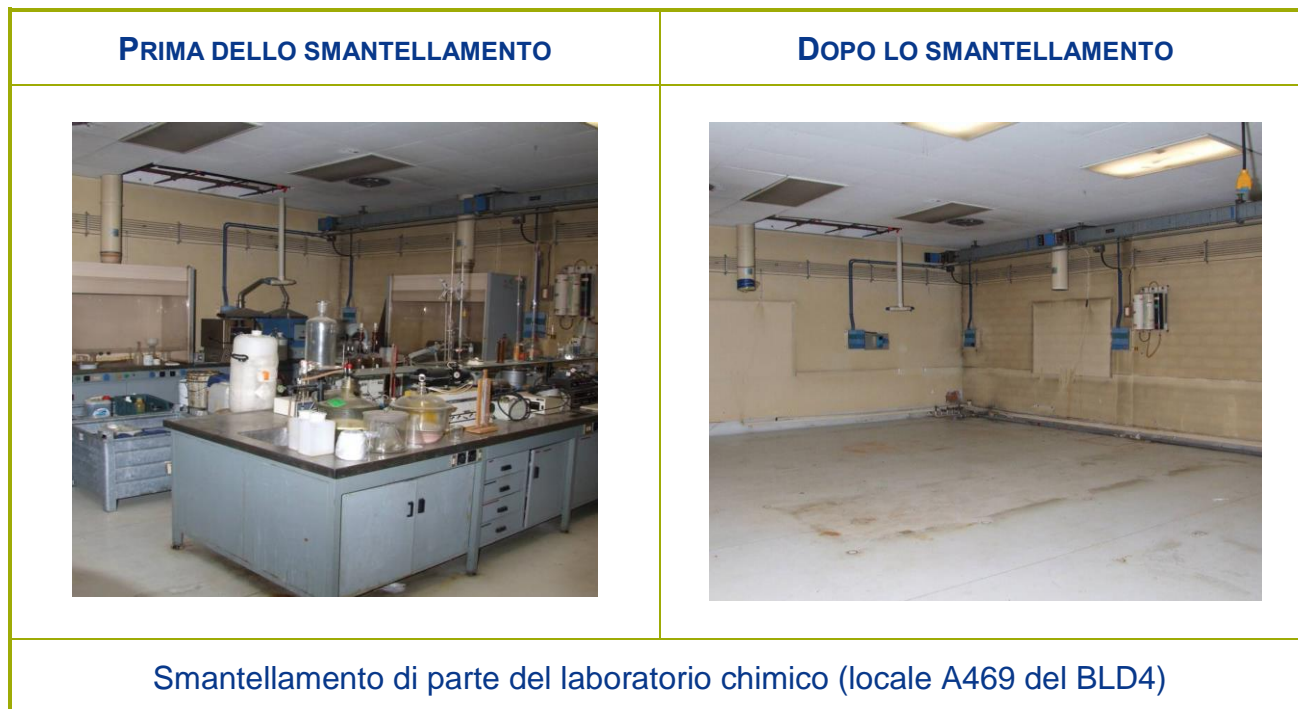 PRIMA DELLO SMANTELLAMENTO
DOPO LO SMANTELLAMENTO
Smantellamento di parte del laboratorio chimico (locale A469 del BLD4)